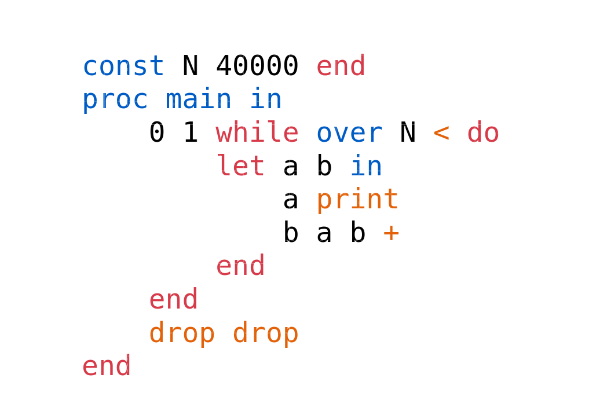 const N 40000 end
proc main in
    0 1 while over N < do
        let a b in
            a print
            b a b +
        end
    end
    drop drop
end